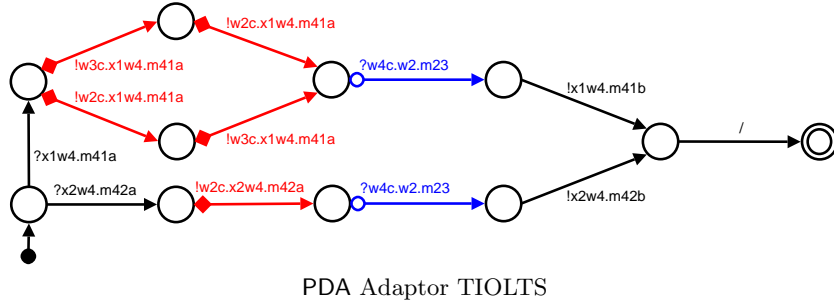 !w2c.x1w4.m41a
!w3c.x1w4.m41a
?w4c.w2.m23
!w2c.x1w4.m41a
!x1w4.m41b
/
!w3c.x1w4.m41a
?x1w4.m41a
?x2w4.m42a
!w2c.x2w4.m42a
?w4c.w2.m23
!x2w4.m42b
PDA Adaptor TIOLTS